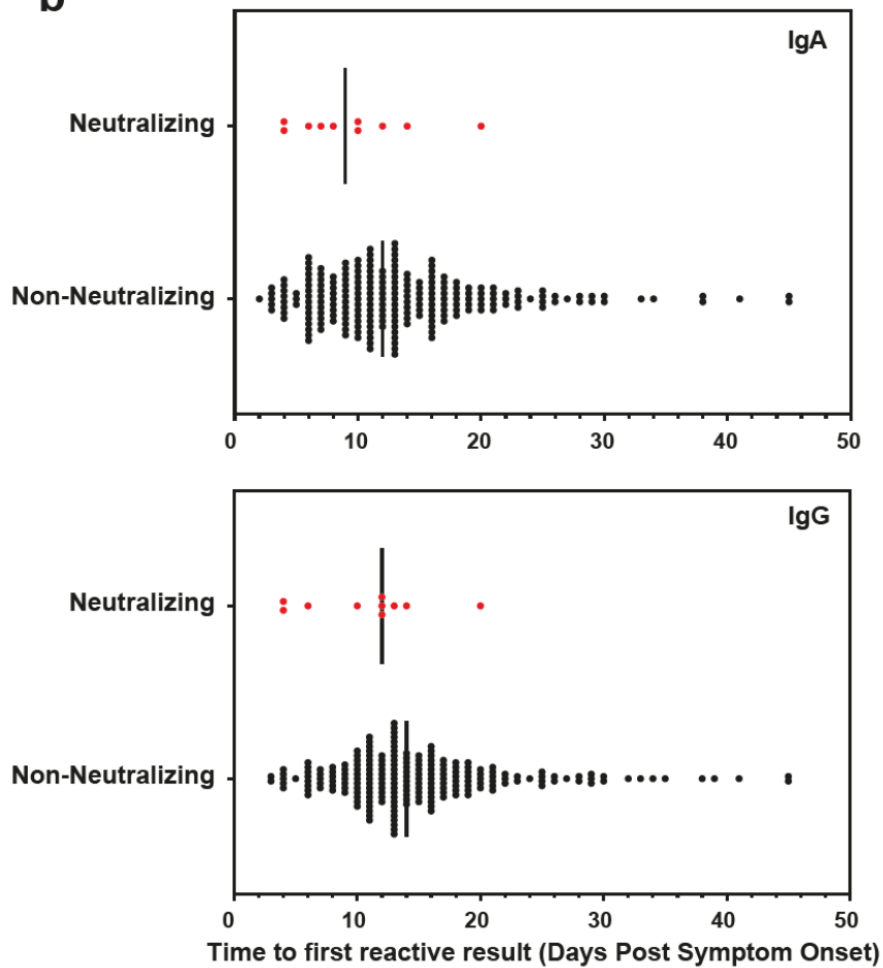 b
IgA
Neutralizing
Non-Neutralizing
0 10 20 30 40 50
IgG
Neutralizing
Non-Neutralizing
0 10 20 30 40 50
Time to first reactive result (Days Post Symptom Onset)